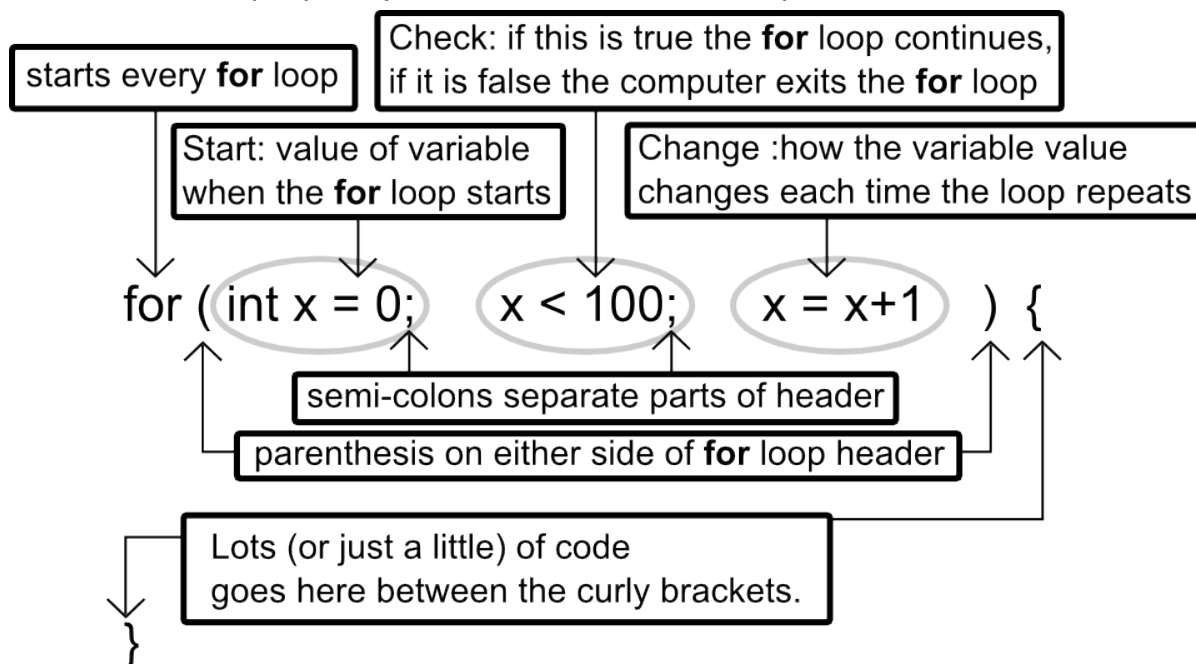 starts every for loop
Check: if this is true the for loop continues,
if it is false the computer exits the for loop
Start: value of variable
when the for loop starts
Change :how the variable value
changes each time the loop repeats
for ( int x = 0; x < 100; x = x+1 ) {
semi-colons separate parts of header
parenthesis on either side of for loop header
Lots (or just a little) of code
goes here between the curly brackets.
}